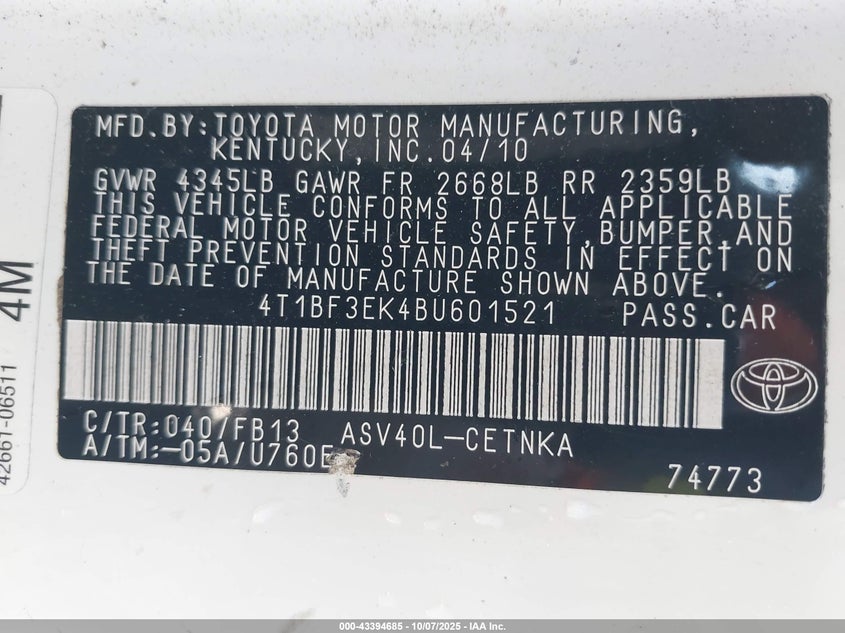 MFD.BY:TOYOTA MOTOR MANUFACTURING,
KENTUCKY,INC.04/10
GVWR 4345LB GAWR FR 2668LB RR 2359LB
THIS VEHICLE CONFORMS TO ALL APPLICABLE
FEDERAL MOTOR VEHICLE SAFETY,BUMPER,AND
THEFT PREVENTION STANDARDS IN EFFECT ON
THE DATE OF MANUFACTURE SHOWN ABOVE.
4T1BF3EK4BU601521 PASS.CAR
C/TR:040/FB13 ASV40L-CETNKA
A/TM:-05A/U760E
74773
4M
42661-06511
000-43394685 - 10/07/2025 - IAA Inc.